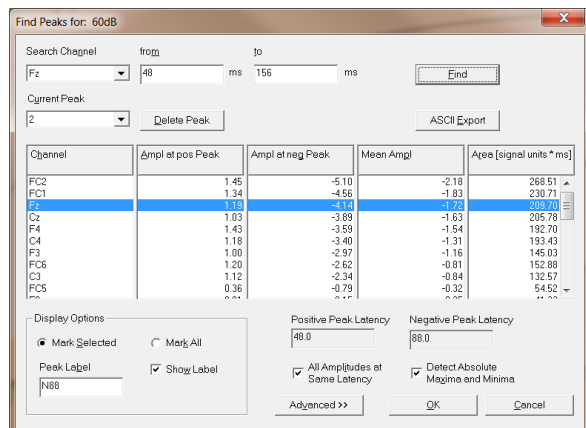 Find Peaks for: 60dB
Search Channel from to
Fz 48 ms 156 ms Find
Current Peak
2 Delete Peak ASCII Export
Channel Ampl at pos Peak Ampl at neg Peak Mean Ampl Area [signal units * ms]
FC2 1.45 -5.10 -2.18 268.51
FC1 1.34 -4.56 -1.83 230.71
Fz 1.19 -4.14 -1.72 209.70
Cz 1.03 -3.89 -1.63 205.78
F4 1.43 -3.59 -1.54 192.70
C4 1.18 -3.40 -1.31 193.43
F3 1.00 -2.97 -1.16 145.03
FC6 1.20 -2.62 -0.81 152.88
C3 1.12 -2.34 -0.84 132.57
FC5 0.36 -0.79 -0.32 54.52
Display Options Positive Peak Latency Negative Peak Latency
Mark Selected Mark All 48.0 88.0
Peak Label Show Label All Amplitudes at Same Latency Detect Absolute Maxima and Minima
N88
Advanced >> OK Cancel